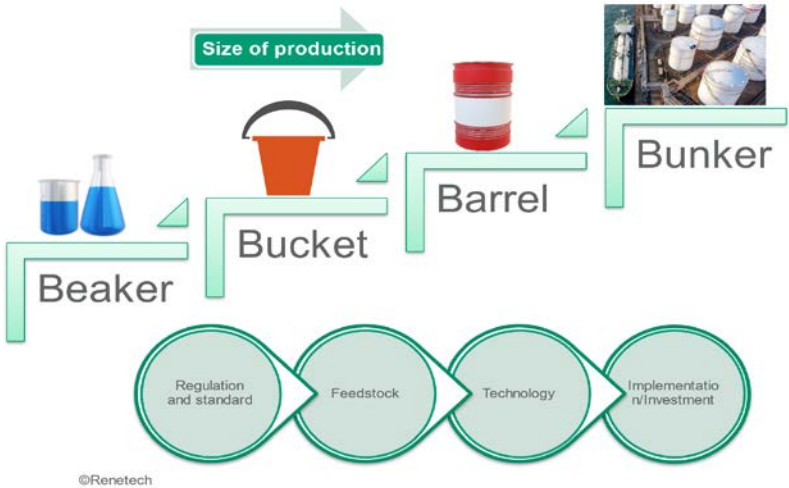 Size of production
Beaker
Bucket
Barrel
Bunker
Regulation
and standard
Feedstock
Technology
Implementatio
n/Investment
©Renetech